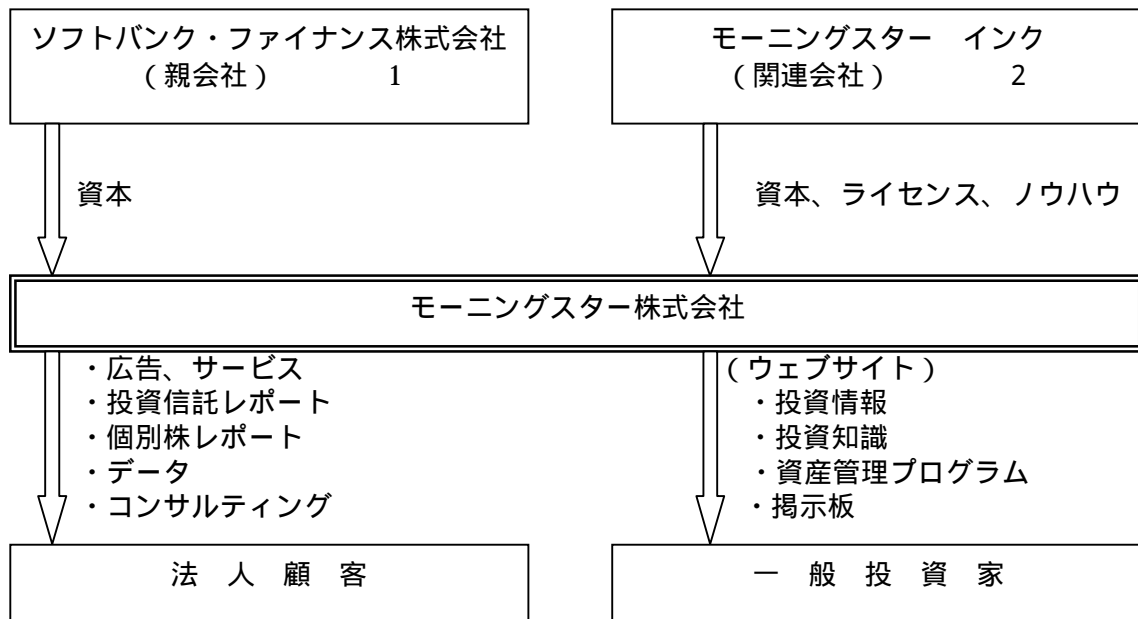 ソフトバンク・ファイナンス株式会社
（親会社）　　　1
モーニングスター　インク
（関連会社）　　　　2
資本
資本、ライセンス、ノウハウ
モーニングスター株式会社
・広告、サービス
・投資信託レポート
・個別株レポート
・データ
・コンサルティング
（ウェブサイト）
・投資情報
・投資知識
・資産管理プログラム
・掲示板
法　人　顧　客
一　般　投　資　家